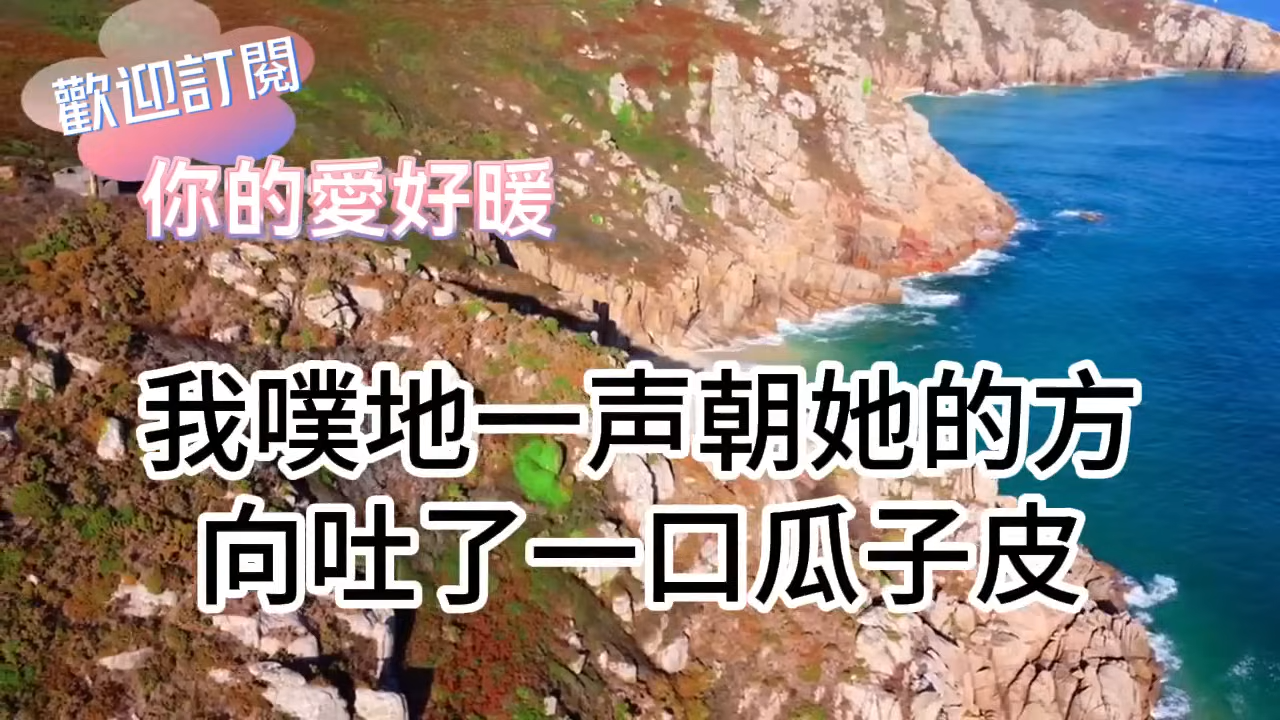 歡迎訂閱
你的愛好暖
我噗地一声朝她的方
向吐了一口瓜子皮